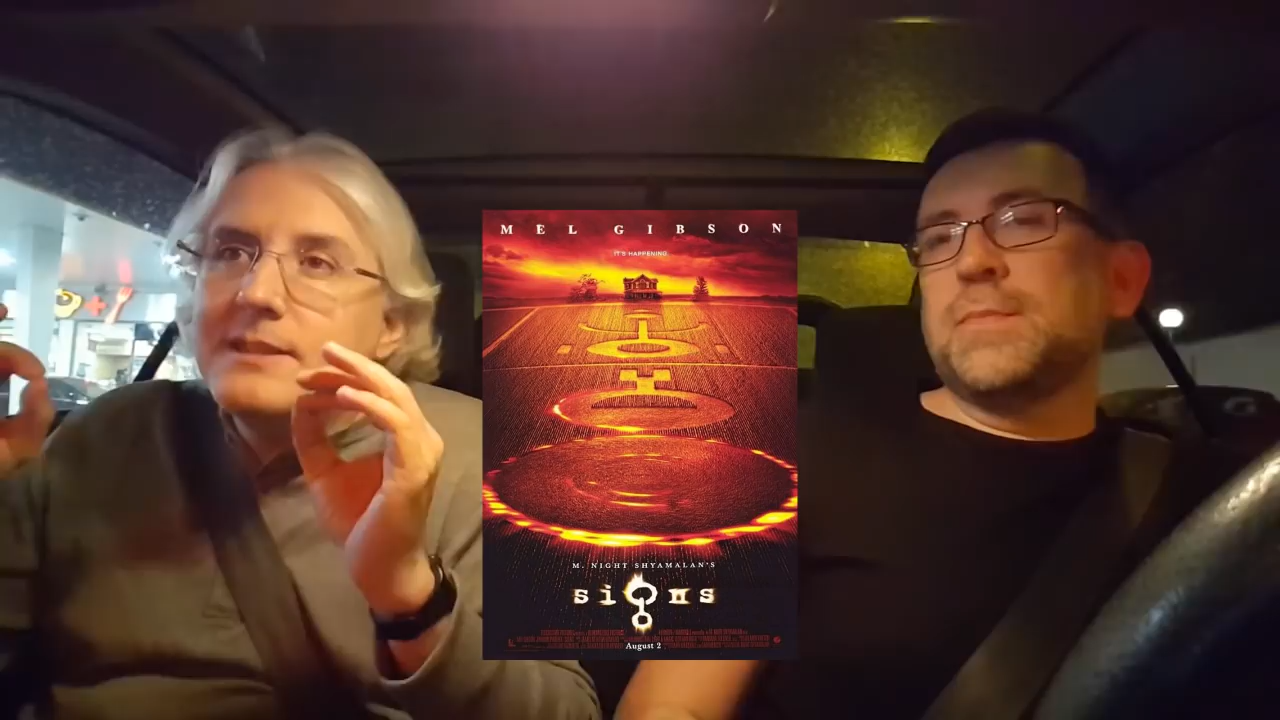 MEL GIBSON
IT'S HAPPENING
M. NIGHT SHYAMALAN'S
signs
August 2